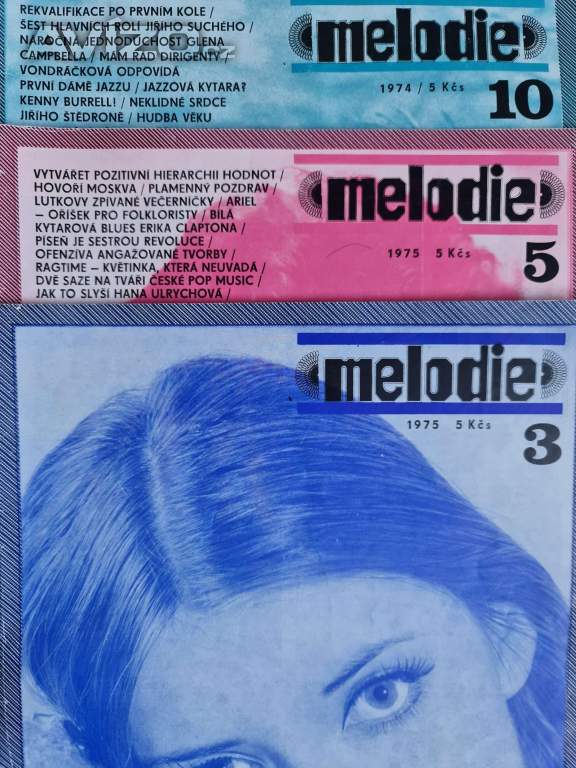 REKVALIFIKACE PO PRVNÍM KOLE /
ŠEST HLAVNÍCH ROLÍ JIŘÍHO SUCHÉHO /
NÁROČNÁ JEDNODUCHOST GLENA
CAMPBELLA / MÁM RÁD DIRIGENTY /
VONDRÁČKOVÁ ODPOVÍDÁ
PRVNÍ DÁMĚ JAZZU / JAZZOVÁ KYTARA?
KENNY BURRELL! / NEKLIDNÉ SRDCE
JIŘÍHO ŠTĚDRONĚ / HUDBA VĚKU
melodie
1974 / 5 Kčs
10
VYTVÁŘET POZITIVNÍ HIERARCHII HODNOT /
HOVOŘÍ MOSKVA / PLAMENNÝ POZDRAV /
LUTKOVY ZPÍVANÉ VEČERNÍČKY / ARIEL
– OŘÍŠEK PRO FOLKLORISTY / BÍLÁ
KYTAROVÁ BLUES ERIKA CLAPTONA /
PÍSEŇ JE SESTROU REVOLUCE /
OFENZÍVA ANGAŽOVANÉ TVORBY /
RAGTIME – KVĚTINKA, KTERÁ NEUVADÁ /
DVĚ SAZE NA TVÁŘI ČESKÉ POP MUSIC /
JAK TO SLYŠÍ HANA ULRYCHOVÁ /
melodie
1975 5 Kčs
5
melodie
1975 5 Kčs
3